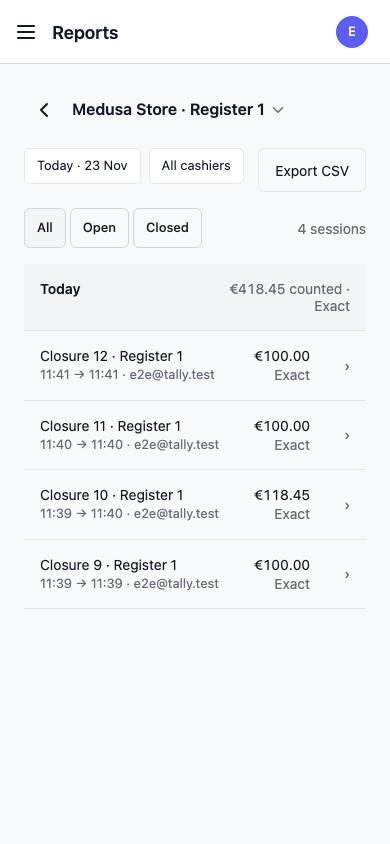 Reports
E
Medusa Store · Register 1
Today · 23 Nov
All cashiers
Export CSV
All
Open
Closed
4 sessions
Today
€418.45 counted ·
Exact
Closure 12 · Register 1
€100.00
11:41 → 11:41 · e2e@tally.test
Exact
Closure 11 · Register 1
€100.00
11:40 → 11:40 · e2e@tally.test
Exact
Closure 10 · Register 1
€118.45
11:39 → 11:40 · e2e@tally.test
Exact
Closure 9 · Register 1
€100.00
11:39 → 11:39 · e2e@tally.test
Exact